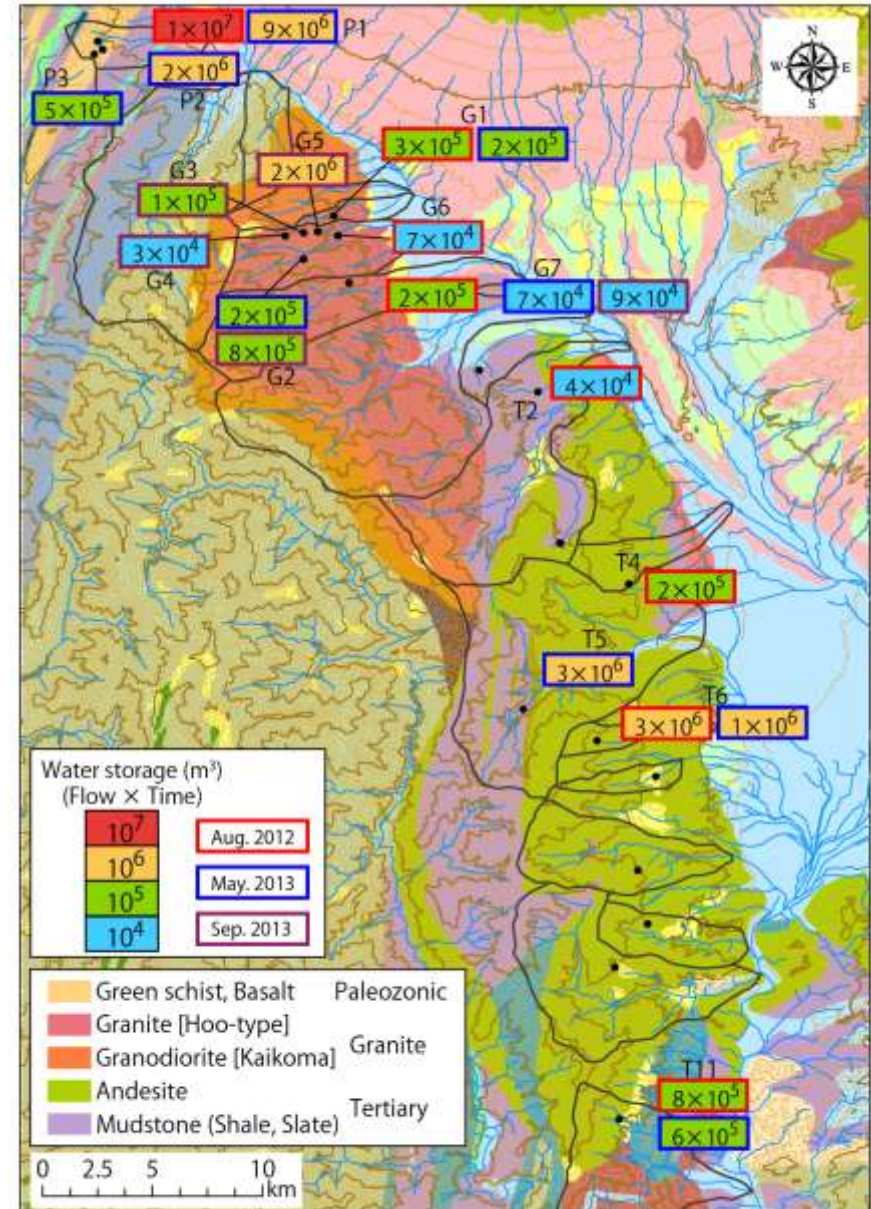 1×10⁷ 9×10⁶ P1
N
W E
S
P3 2×10⁶
5×10⁵ P2
G1
G5 3×10⁵ 2×10⁵
G3 2×10⁶
1×10⁵ G6
3×10⁴ 7×10⁴
G4 G7
2×10⁵ 2×10⁵ 7×10⁴ 9×10⁴
8×10⁵
G2
4×10⁴
T2
T4
2×10⁵
T5
3×10⁶
T6
3×10⁶ 1×10⁶
Water storage (m³)
(Flow × Time)
10⁷ Aug. 2012
10⁶
10⁵ May. 2013
10⁴ Sep. 2013
Green schist, Basalt Paleozonic
Granite [Hoo-type]
Granite
Granodiorite [Kaikoma]
Andesite
Tertiary
Mudstone (Shale, Slate)
T11
8×10⁵
6×10⁵
0 2.5 5 10
km